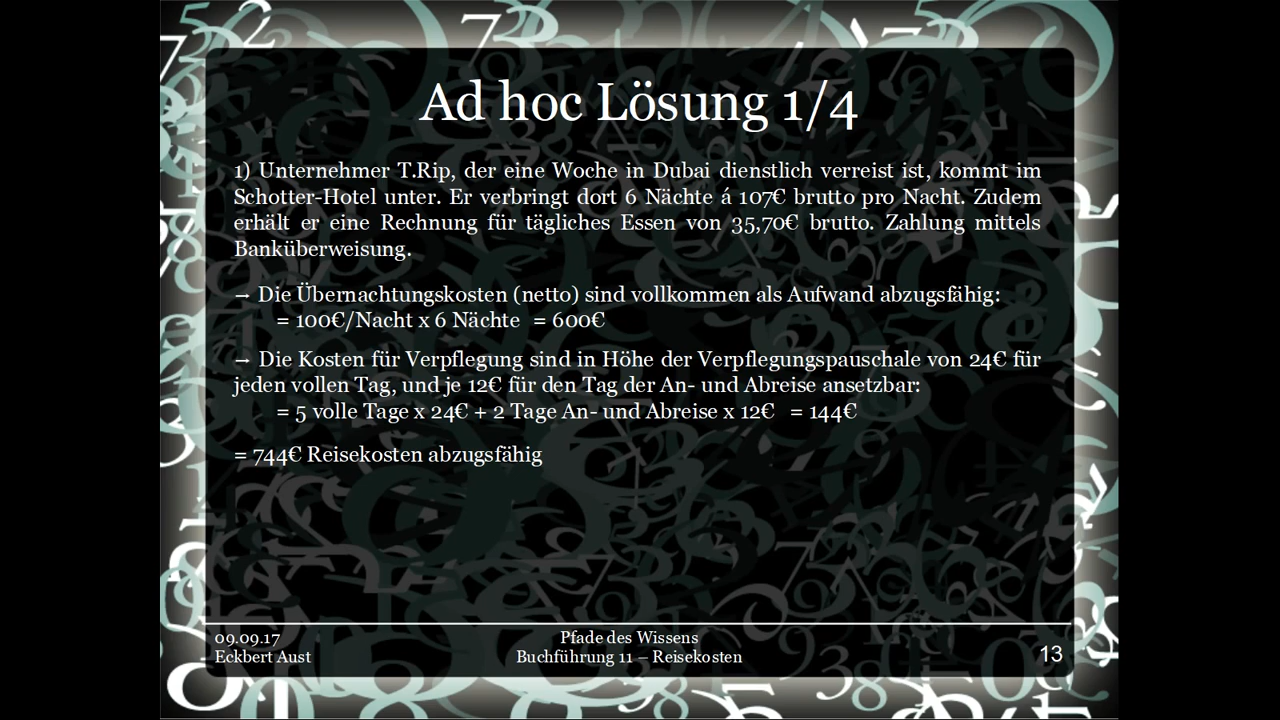 Ad hoc Lösung 1/4
1) Unternehmer T.Rip, der eine Woche in Dubai dienstlich verreist ist, kommt im
Schotter-Hotel unter. Er verbringt dort 6 Nächte á 107€ brutto pro Nacht. Zudem
erhält er eine Rechnung für tägliches Essen von 35,70€ brutto. Zahlung mittels
Banküberweisung.
→ Die Übernachtungskosten (netto) sind vollkommen als Aufwand abzugsfähig:
= 100€/Nacht x 6 Nächte = 600€
→ Die Kosten für Verpflegung sind in Höhe der Verpflegungspauschale von 24€ für
jeden vollen Tag, und je 12€ für den Tag der An- und Abreise ansetzbar:
= 5 volle Tage x 24€ + 2 Tage An- und Abreise x 12€ = 144€
= 744€ Reisekosten abzugsfähig
09.09.17
Eckbert Aust
Pfade des Wissens
Buchführung 11 – Reisekosten
13